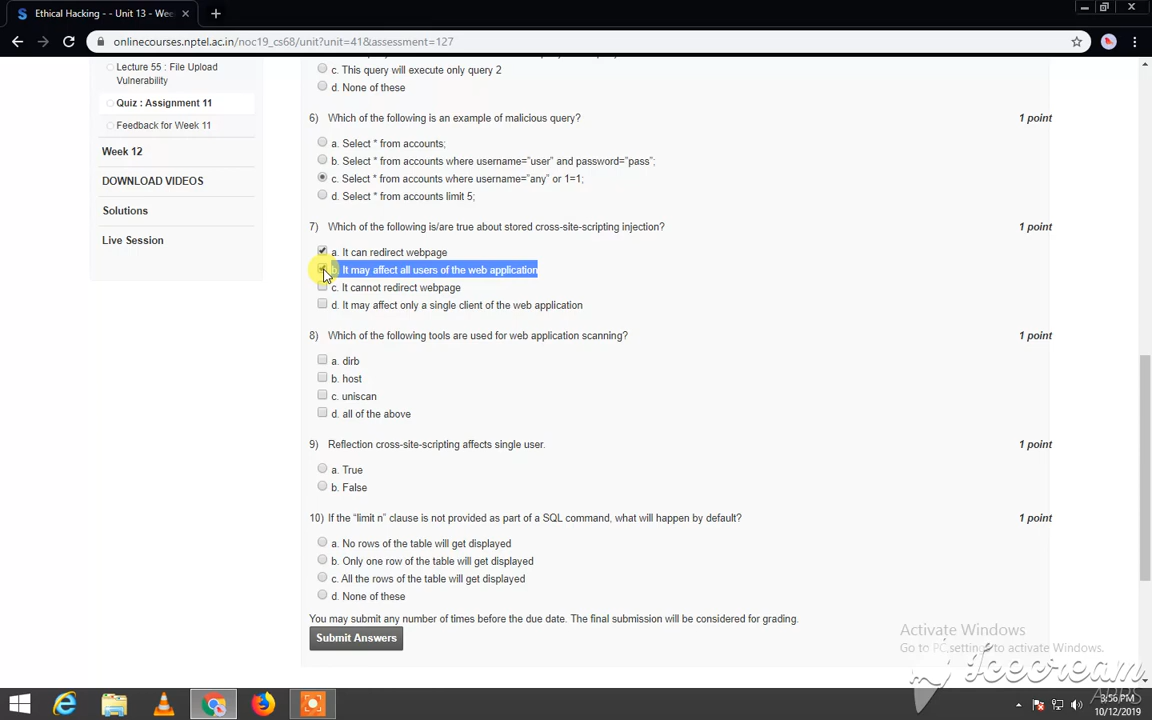 Ethical Hacking - - Unit 13 - Wee
onlinecourses.nptel.ac.in/noc19_cs68/unit?unit=41&assessment=127
Lecture 55 : File Upload
Vulnerability
Quiz : Assignment 11
Feedback for Week 11
Week 12
DOWNLOAD VIDEOS
Solutions
Live Session
c. This query will execute only query 2
d. None of these
6) Which of the following is an example of malicious query? 1 point
a. Select * from accounts;
b. Select * from accounts where username="user" and password="pass";
c. Select * from accounts where username="any" or 1=1;
d. Select * from accounts limit 5;
7) Which of the following is/are true about stored cross-site-scripting injection? 1 point
a. It can redirect webpage
b. It may affect all users of the web application
c. It cannot redirect webpage
d. It may affect only a single client of the web application
8) Which of the following tools are used for web application scanning? 1 point
a. dirb
b. host
c. uniscan
d. all of the above
9) Reflection cross-site-scripting affects single user. 1 point
a. True
b. False
10) If the "limit n" clause is not provided as part of a SQL command, what will happen by default? 1 point
a. No rows of the table will get displayed
b. Only one row of the table will get displayed
c. All the rows of the table will get displayed
d. None of these
You may submit any number of times before the due date. The final submission will be considered for grading.
Submit Answers
Activate Windows
Go to PC settings to activate Windows.
Icecream
APPS
3:56 PM
10/12/2019